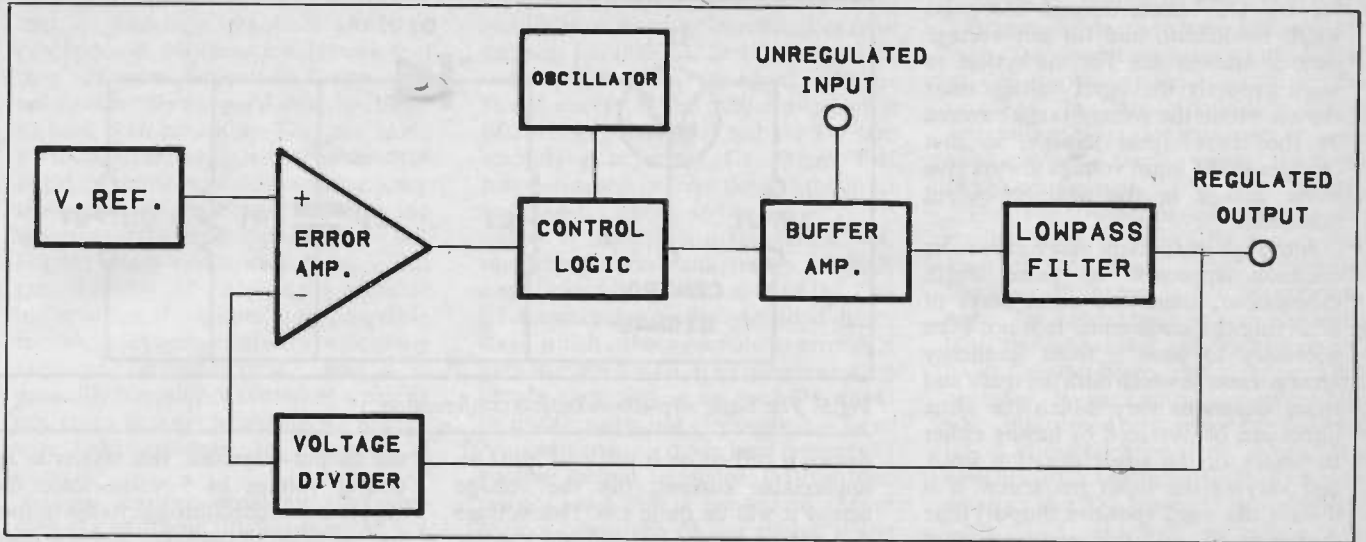 OSCILLATOR
UNREGULATED
INPUT
V.REF.
+
ERROR
AMP.
-
CONTROL
LOGIC
BUFFER
AMP.
LOWPASS
FILTER
REGULATED
OUTPUT
VOLTAGE
DIVIDER